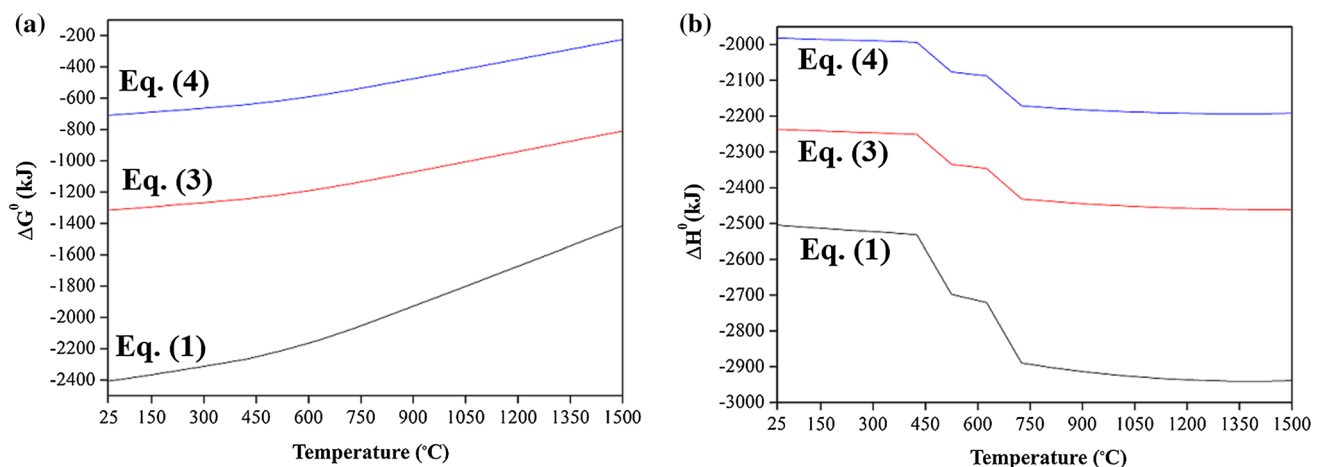 (a)
-200
-400
Eq. (4)
-600
-800
-1000
Eq. (3)
-1200
-1400
-1600
-1800
-2000
Eq. (1)
-2200
-2400
ΔG⁰ (kJ)
25 150 300 450 600 750 900 1050 1200 1350 1500
Temperature (°C)
(b)
-2000
Eq. (4)
-2100
-2200
Eq. (3)
-2300
-2400
-2500
Eq. (1)
-2600
-2700
-2800
-2900
-3000
ΔH⁰(kJ)
25 150 300 450 600 750 900 1050 1200 1350 1500
Temperature (°C)